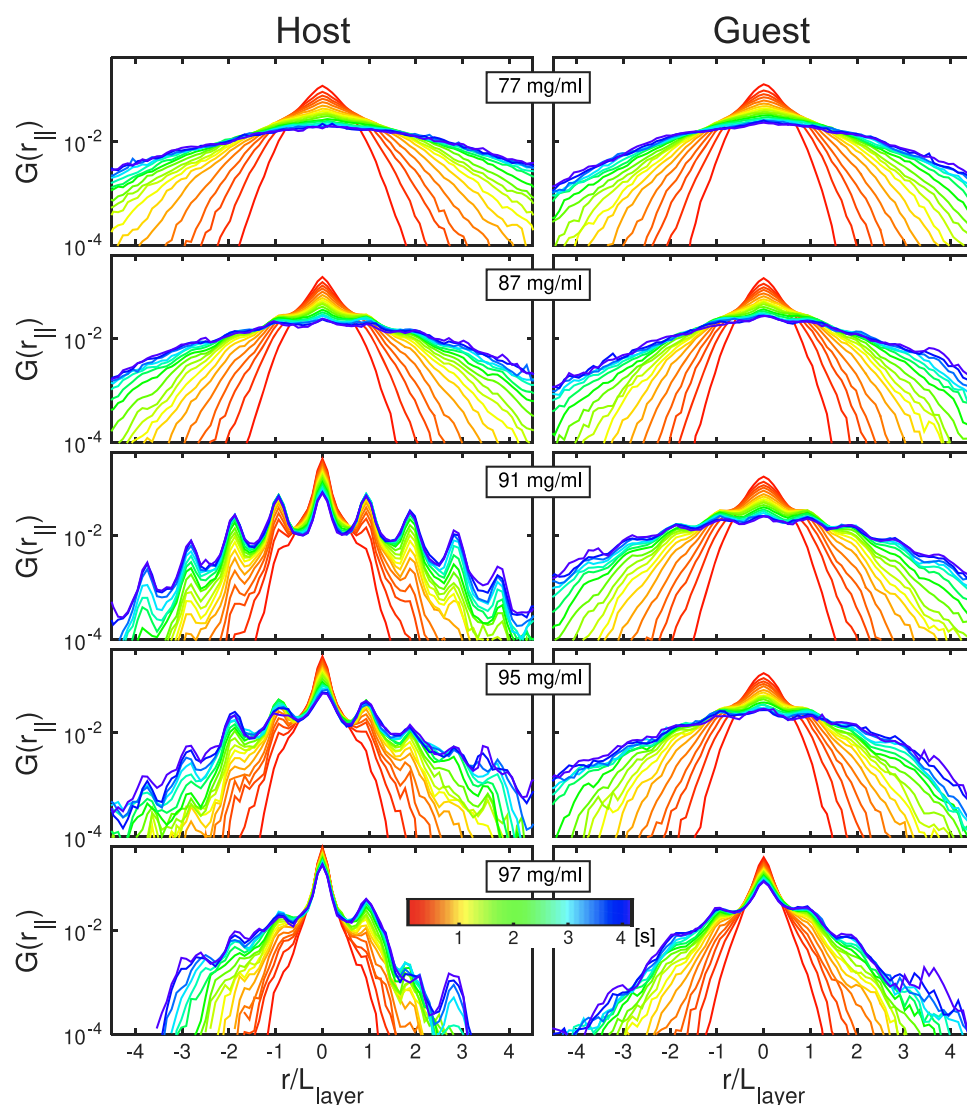 Host Guest
77 mg/ml
G(r||)
10-2
10-4
87 mg/ml
G(r||)
10-2
10-4
91 mg/ml
G(r||)
10-2
10-4
95 mg/ml
G(r||)
10-2
10-4
97 mg/ml
G(r||)
10-2
1 2 3 4 [s]
10-4
-4 -3 -2 -1 0 1 2 3 4 -4 -3 -2 -1 0 1 2 3 4
r/Llayer r/Llayer